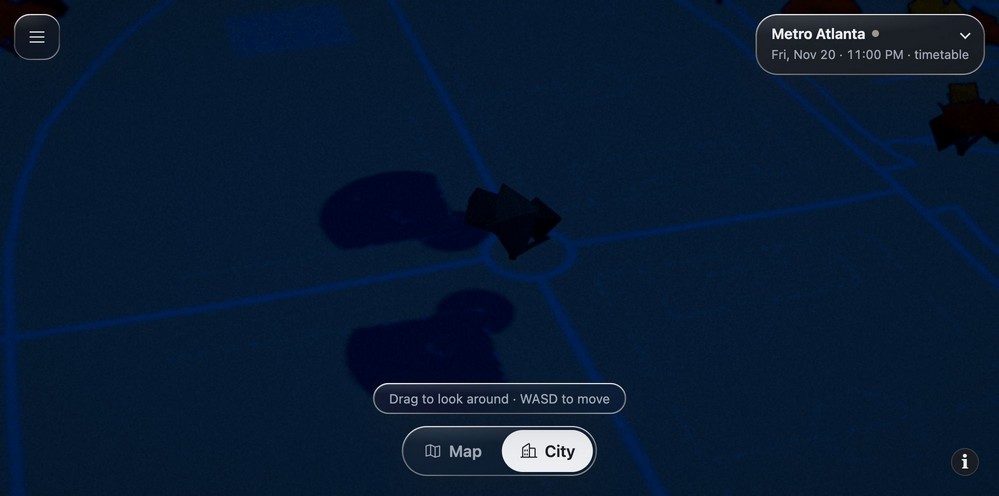 Metro Atlanta
Fri, Nov 20 · 11:00 PM · timetable
Drag to look around · WASD to move
Map
City